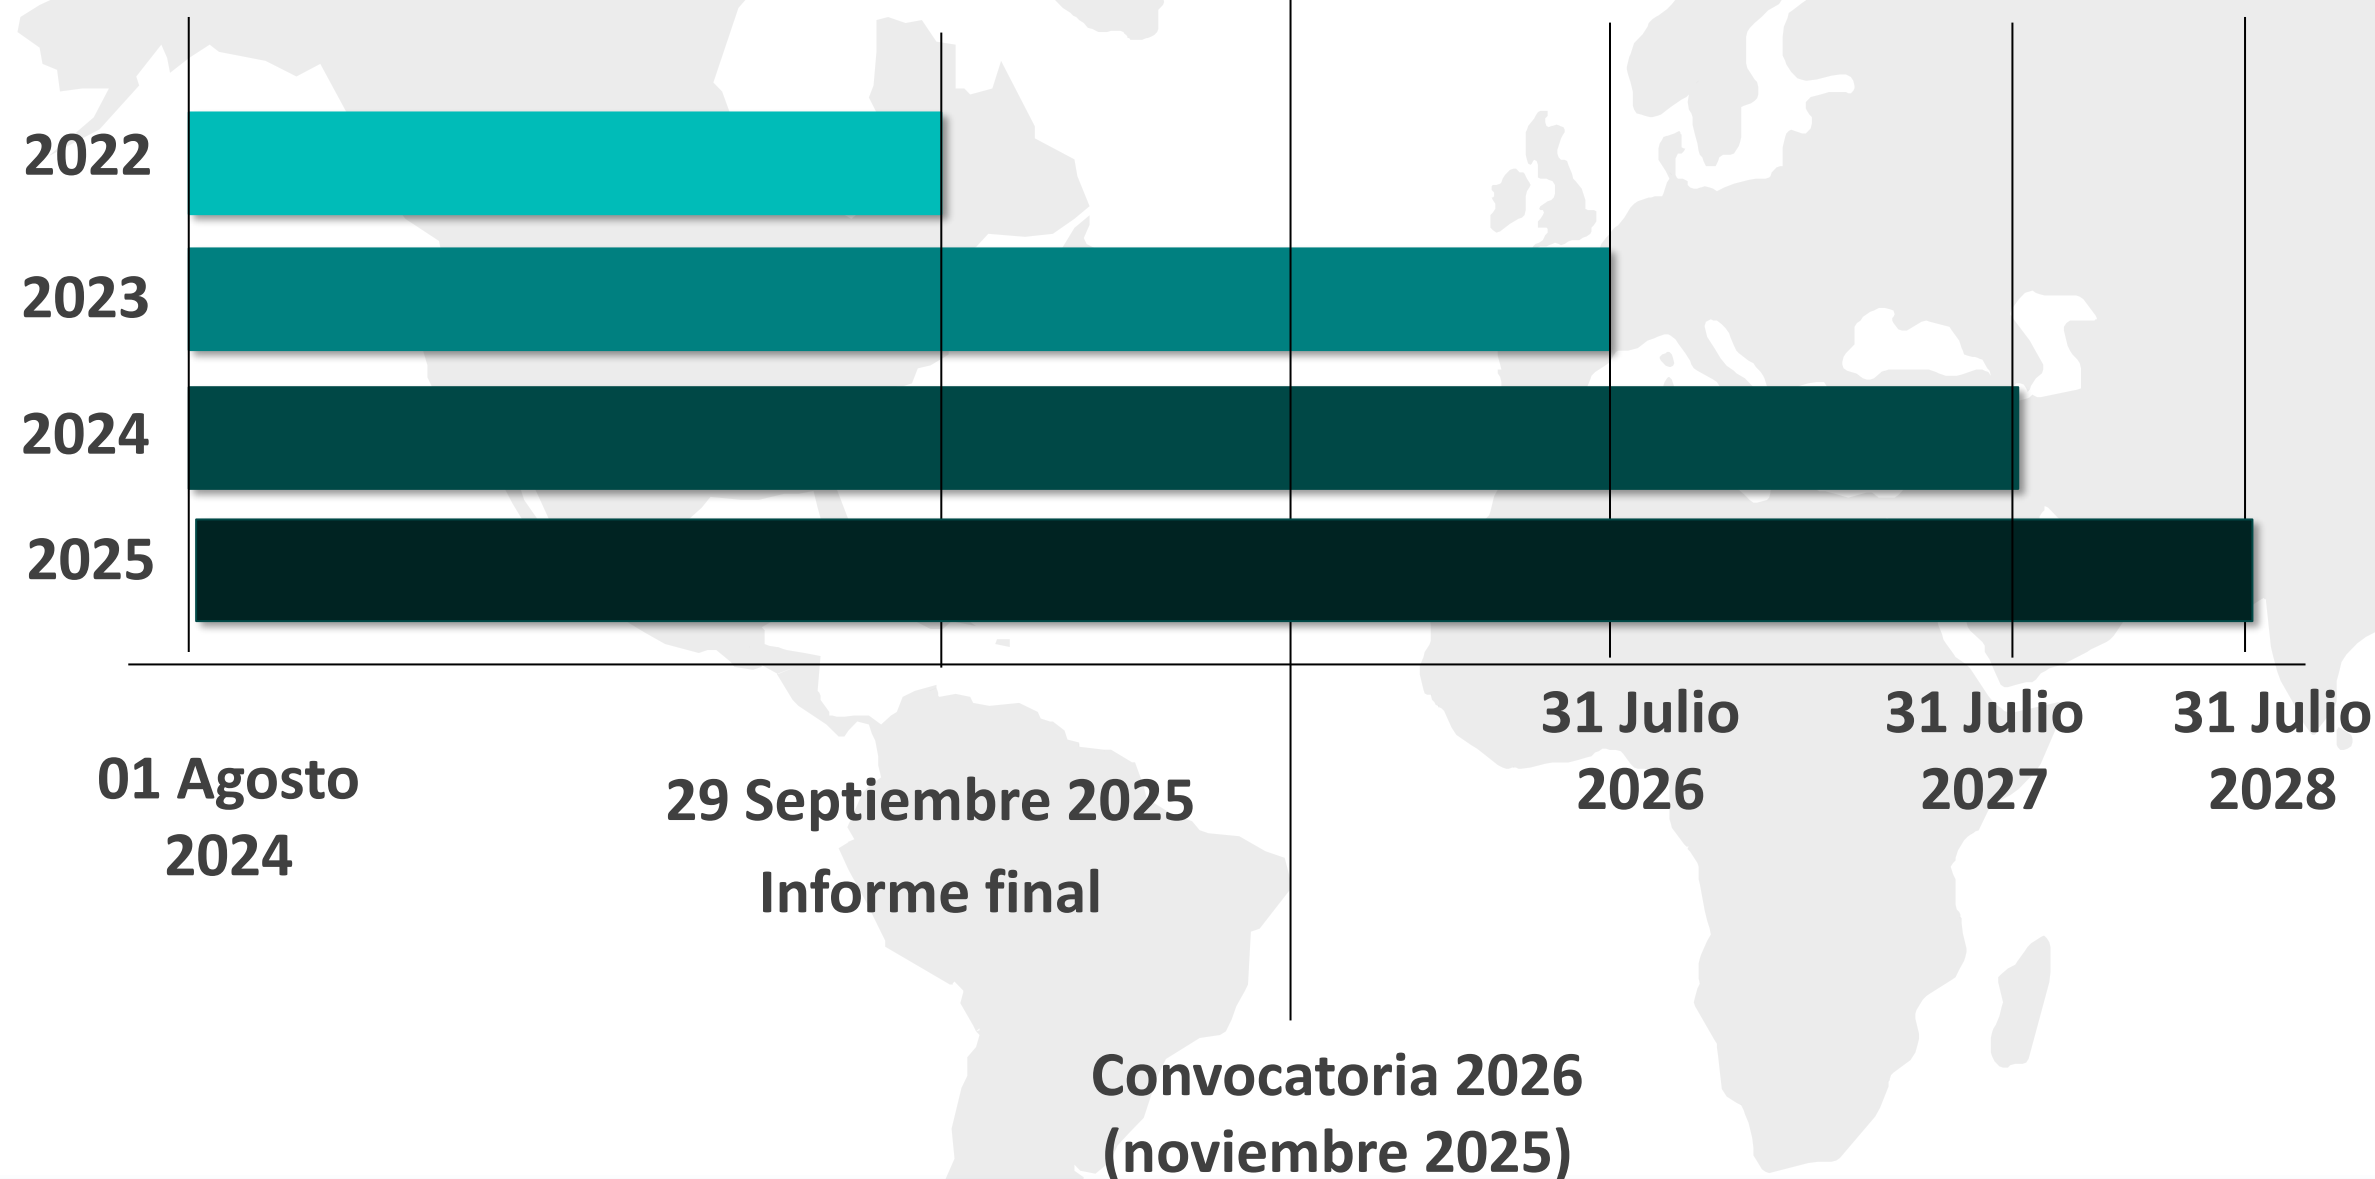 2022
2023
2024
2025
01 Agosto
2024
29 Septiembre 2025
Informe final
Convocatoria 2026
(noviembre 2025)
31 Julio
2026
31 Julio
2027
31 Julio
2028